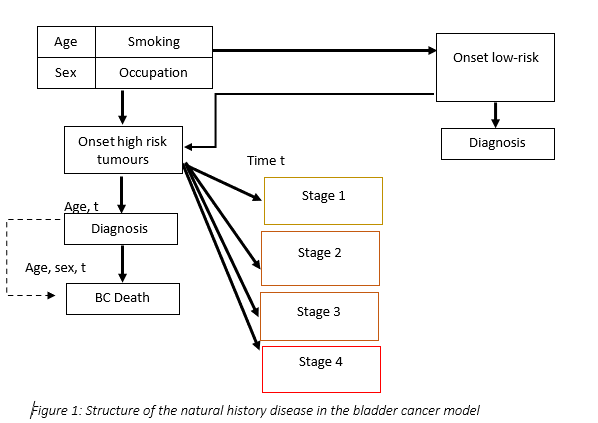 Age Smoking
Sex Occupation
Onset low-risk
Diagnosis
Onset high risk
tumours
Time t
Stage 1
Stage 2
Stage 3
Stage 4
Age, t
Diagnosis
Age, sex, t
BC Death
Figure 1: Structure of the natural history disease in the bladder cancer model